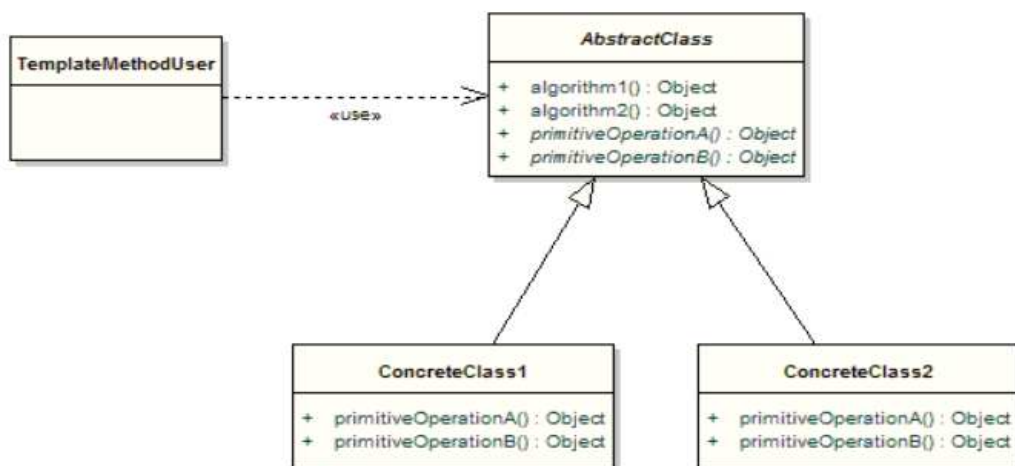 TemplateMethodUser
«use»
AbstractClass
+ algorithm1() : Object
+ algorithm2() : Object
+ primitiveOperationA() : Object
+ primitiveOperationB() : Object
ConcreteClass1
+ primitiveOperationA() : Object
+ primitiveOperationB() : Object
ConcreteClass2
+ primitiveOperationA() : Object
+ primitiveOperationB() : Object